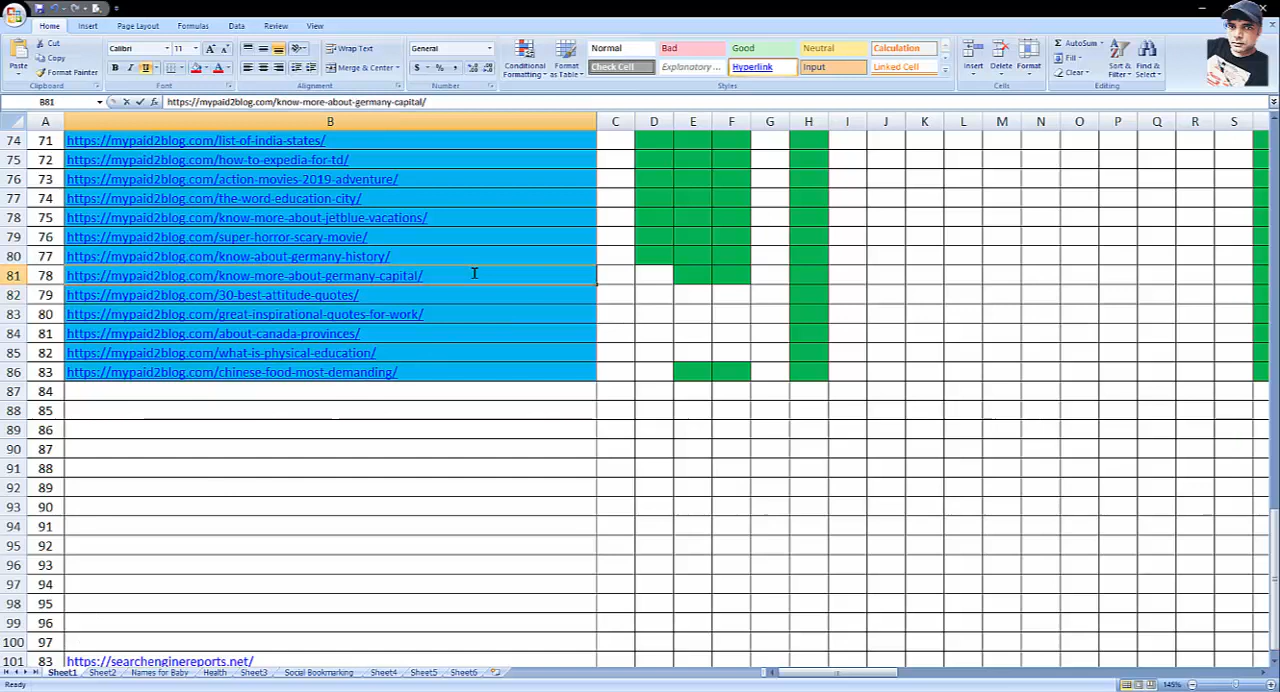 Home Insert Page Layout Formulas Data Review View
Cut
Copy
Format Painter
Paste
Clipboard
Calibri 11
Font
Wrap Text
Merge & Center
Alignment
General
Number
Conditional Formatting
Format as Table
Normal Bad Good Neutral Calculation
Check Cell Explanatory ... Hyperlink Input Linked Cell
Styles
Insert Delete Format
Cells
AutoSum
Fill
Clear
Sort & Filter
Find & Select
Editing
B81 https://mypaid2blog.com/know-more-about-germany-capital/
A B C D E F G H I J K L M N O P Q R S
74 71 https://mypaid2blog.com/list-of-india-states/
75 72 https://mypaid2blog.com/how-to-expedia-for-td/
76 73 https://mypaid2blog.com/action-movies-2019-adventure/
77 74 https://mypaid2blog.com/the-word-education-city/
78 75 https://mypaid2blog.com/know-more-about-jetblue-vacations/
79 76 https://mypaid2blog.com/super-horror-scary-movie/
80 77 https://mypaid2blog.com/know-about-germany-history/
81 78 https://mypaid2blog.com/know-more-about-germany-capital/
82 79 https://mypaid2blog.com/30-best-attitude-quotes/
83 80 https://mypaid2blog.com/great-inspirational-quotes-for-work/
84 81 https://mypaid2blog.com/about-canada-provinces/
85 82 https://mypaid2blog.com/what-is-physical-education/
86 83 https://mypaid2blog.com/chinese-food-most-demanding/
87 84
88 85
89 86
90 87
91 88
92 89
93 90
94 91
95 92
96 93
97 94
98 95
99 96
100 97
101 83 https://searchenginereports.net/
Sheet1 Sheet2 Names for Baby Health Sheet3 Social Bookmarking Sheet4 Sheet5 Sheet6
Ready 145%